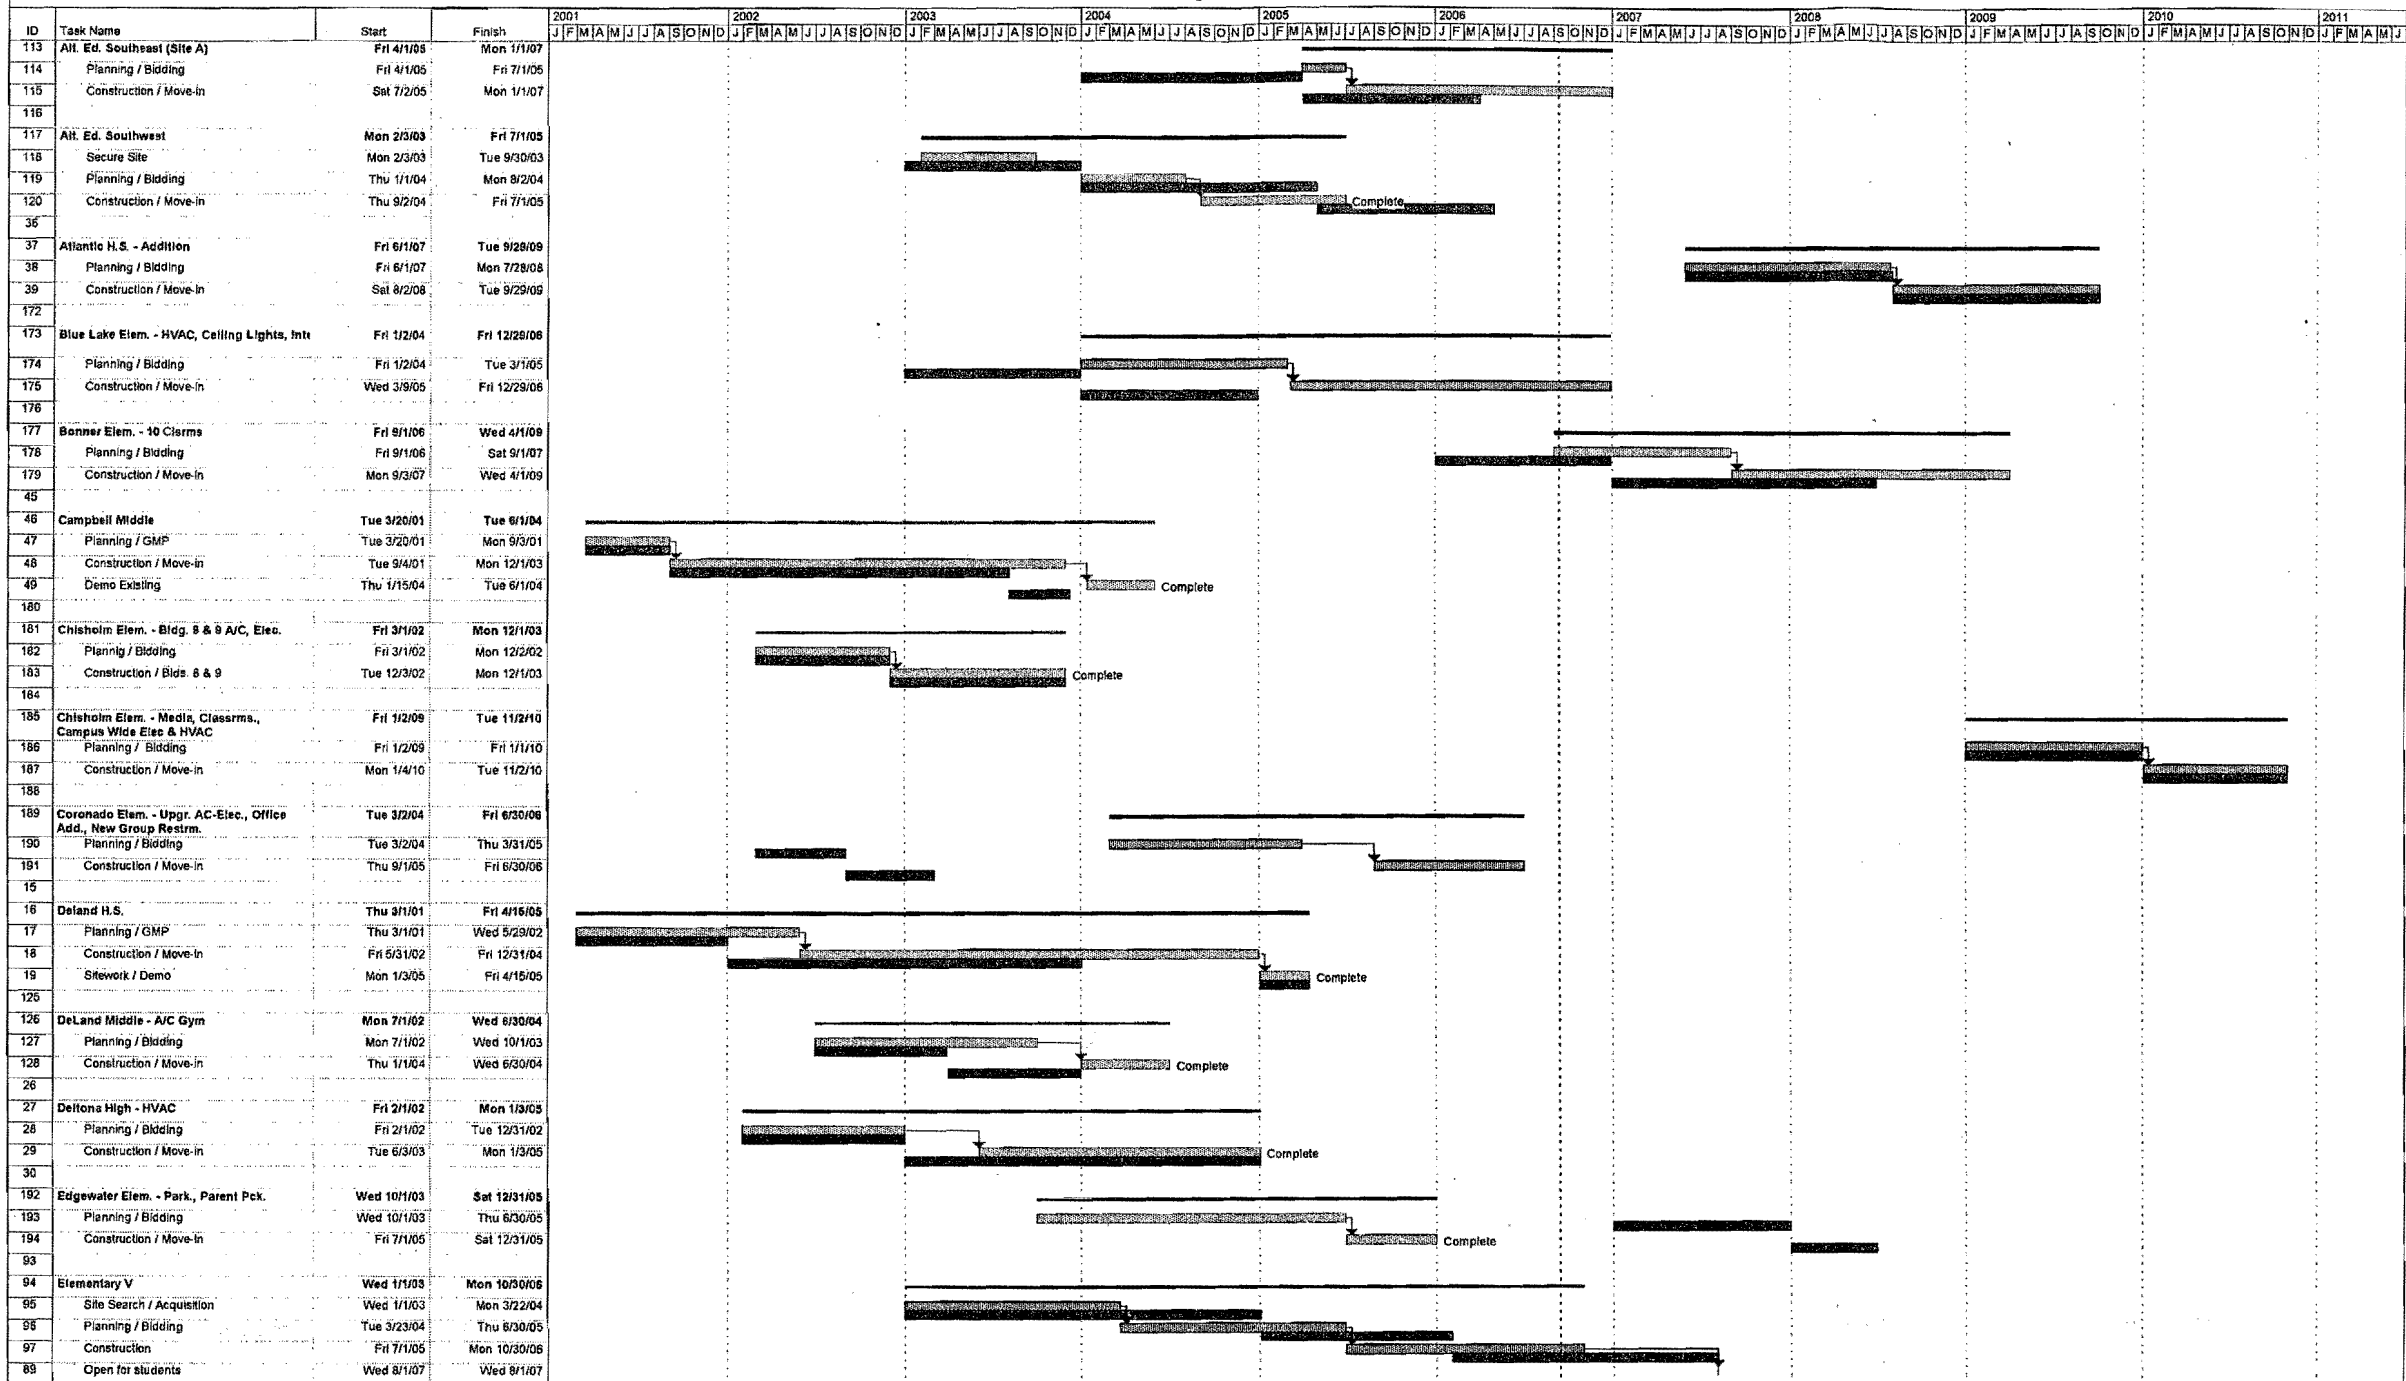 2001 2002 2003 2004 2005 2006 2007 2008 2009 2010 2011
ID Task Name Start Finish J F M A M J J A S O N D J F M A M J J A S O N D J F M A M J J A S O N D J F M A M J J A S O N D J F M A M J J A S O N D J F M A M J J A S O N D J F M A M J J A S O N D J F M A M J J A S O N D J F M A M J J A S O N D J F M A M J J A S O N D J F M A M J
113 Alt. Ed. Southeast (Site A) Fri 4/1/05 Mon 1/1/07
114 Planning / Bidding Fri 4/1/05 Fri 7/1/05
115 Construction / Move-in Sat 7/2/05 Mon 1/1/07
116
117 Alt. Ed. Southwest Mon 2/3/03 Fri 7/1/05
118 Secure Site Mon 2/3/03 Tue 9/30/03
119 Planning / Bidding Thu 1/1/04 Mon 8/2/04
120 Construction / Move-in Thu 9/2/04 Fri 7/1/05 Complete
36
37 Atlantic H.S. - Addition Fri 6/1/07 Tue 9/29/09
38 Planning / Bidding Fri 6/1/07 Mon 7/28/08
39 Construction / Move-in Sat 8/2/08 Tue 9/29/09
172
173 Blue Lake Elem. - HVAC, Ceiling Lights, Inte Fri 1/2/04 Fri 12/29/06
174 Planning / Bidding Fri 1/2/04 Tue 3/1/05
175 Construction / Move-in Wed 3/9/05 Fri 12/29/06
176
177 Bonner Elem. - 10 Clsrms Fri 9/1/06 Wed 4/1/09
178 Planning / Bidding Fri 9/1/06 Sat 9/1/07
179 Construction / Move-in Mon 9/3/07 Wed 4/1/09
45
46 Campbell Middle Tue 3/20/01 Tue 6/1/04
47 Planning / GMP Tue 3/20/01 Mon 9/3/01
48 Construction / Move-in Tue 9/4/01 Mon 12/1/03
49 Demo Existing Thu 1/15/04 Tue 6/1/04 Complete
180
181 Chisholm Elem. - Bldg. 8 & 9 A/C, Elec. Fri 3/1/02 Mon 12/1/03
182 Plannig / Bidding Fri 3/1/02 Mon 12/2/02
183 Construction / Blds. 8 & 9 Tue 12/3/02 Mon 12/1/03 Complete
184
185 Chisholm Elem. - Media, Classrms., Fri 1/2/09 Tue 11/2/10
Campus Wide Elec & HVAC
186 Planning / Bidding Fri 1/2/09 Fri 1/1/10
187 Construction / Move-in Mon 1/4/10 Tue 11/2/10
188
189 Coronado Elem. - Upgr. AC-Elec., Office Tue 3/2/04 Fri 6/30/06
Add., New Group Restrm.
190 Planning / Bidding Tue 3/2/04 Thu 3/31/05
191 Construction / Move-in Thu 9/1/05 Fri 6/30/06
15
16 Deland H.S. Thu 3/1/01 Fri 4/15/05
17 Planning / GMP Thu 3/1/01 Wed 5/29/02
18 Construction / Move-in Fri 5/31/02 Fri 12/31/04
19 Sitework / Demo Mon 1/3/05 Fri 4/15/05 Complete
125
126 DeLand Middle - A/C Gym Mon 7/1/02 Wed 6/30/04
127 Planning / Bidding Mon 7/1/02 Wed 10/1/03
128 Construction / Move-in Thu 1/1/04 Wed 6/30/04 Complete
26
27 Deltona High - HVAC Fri 2/1/02 Mon 1/3/05
28 Planning / Bidding Fri 2/1/02 Tue 12/31/02
29 Construction / Move-in Tue 6/3/03 Mon 1/3/05 Complete
30
192 Edgewater Elem. - Park., Parent Pck. Wed 10/1/03 Sat 12/31/05
193 Planning / Bidding Wed 10/1/03 Thu 6/30/05
194 Construction / Move-in Fri 7/1/05 Sat 12/31/05 Complete
93
94 Elementary V Wed 1/1/03 Mon 10/30/06
95 Site Search / Acquisition Wed 1/1/03 Mon 3/22/04
96 Planning / Bidding Tue 3/23/04 Thu 6/30/05
97 Construction Fri 7/1/05 Mon 10/30/06
89 Open for students Wed 8/1/07 Wed 8/1/07